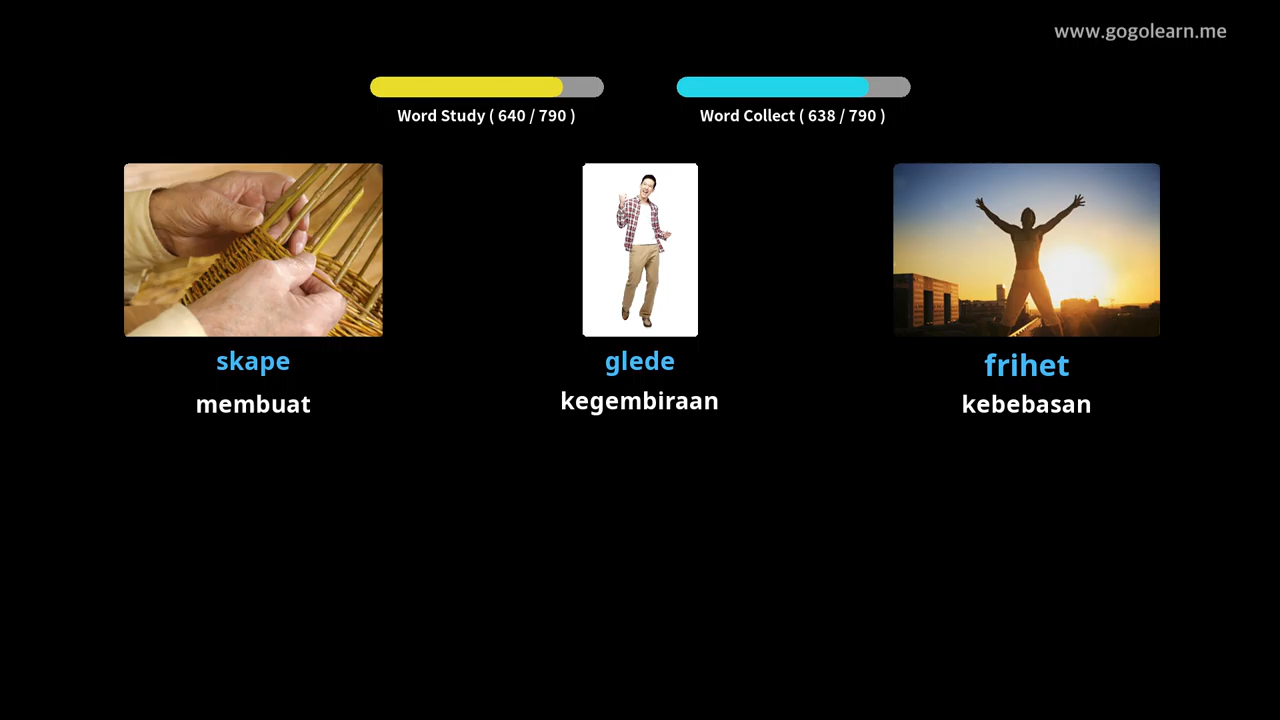 www.gogolearn.me
Word Study ( 640 / 790 )
Word Collect ( 638 / 790 )
skape
membuat
glede
kegembiraan
frihet
kebebasan